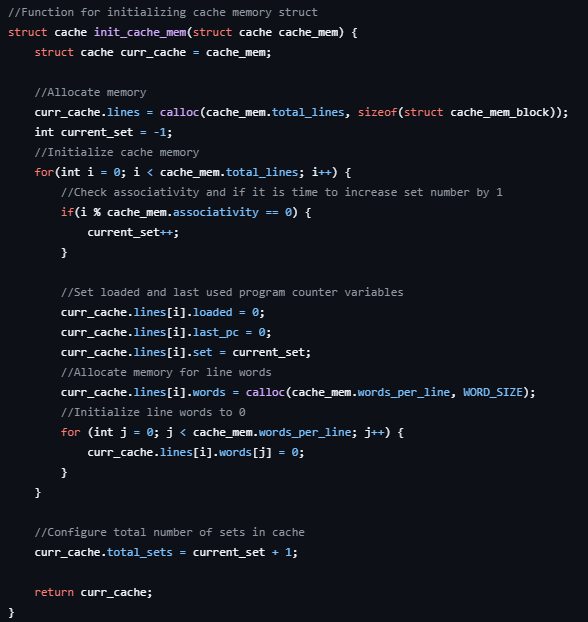 //Function for initializing cache memory struct
struct cache init_cache_mem(struct cache cache_mem) {
    struct cache curr_cache = cache_mem;

    //Allocate memory
    curr_cache.lines = calloc(cache_mem.total_lines, sizeof(struct cache_mem_block));
    int current_set = -1;
    //Initialize cache memory
    for(int i = 0; i < cache_mem.total_lines; i++) {
        //Check associativity and if it is time to increase set number by 1
        if(i % cache_mem.associativity == 0) {
            current_set++;
        }

        //Set loaded and last used program counter variables
        curr_cache.lines[i].loaded = 0;
        curr_cache.lines[i].last_pc = 0;
        curr_cache.lines[i].set = current_set;
        //Allocate memory for line words
        curr_cache.lines[i].words = calloc(cache_mem.words_per_line, WORD_SIZE);
        //Initialize line words to 0
        for (int j = 0; j < cache_mem.words_per_line; j++) {
            curr_cache.lines[i].words[j] = 0;
        }
    }

    //Configure total number of sets in cache
    curr_cache.total_sets = current_set + 1;

    return curr_cache;
}